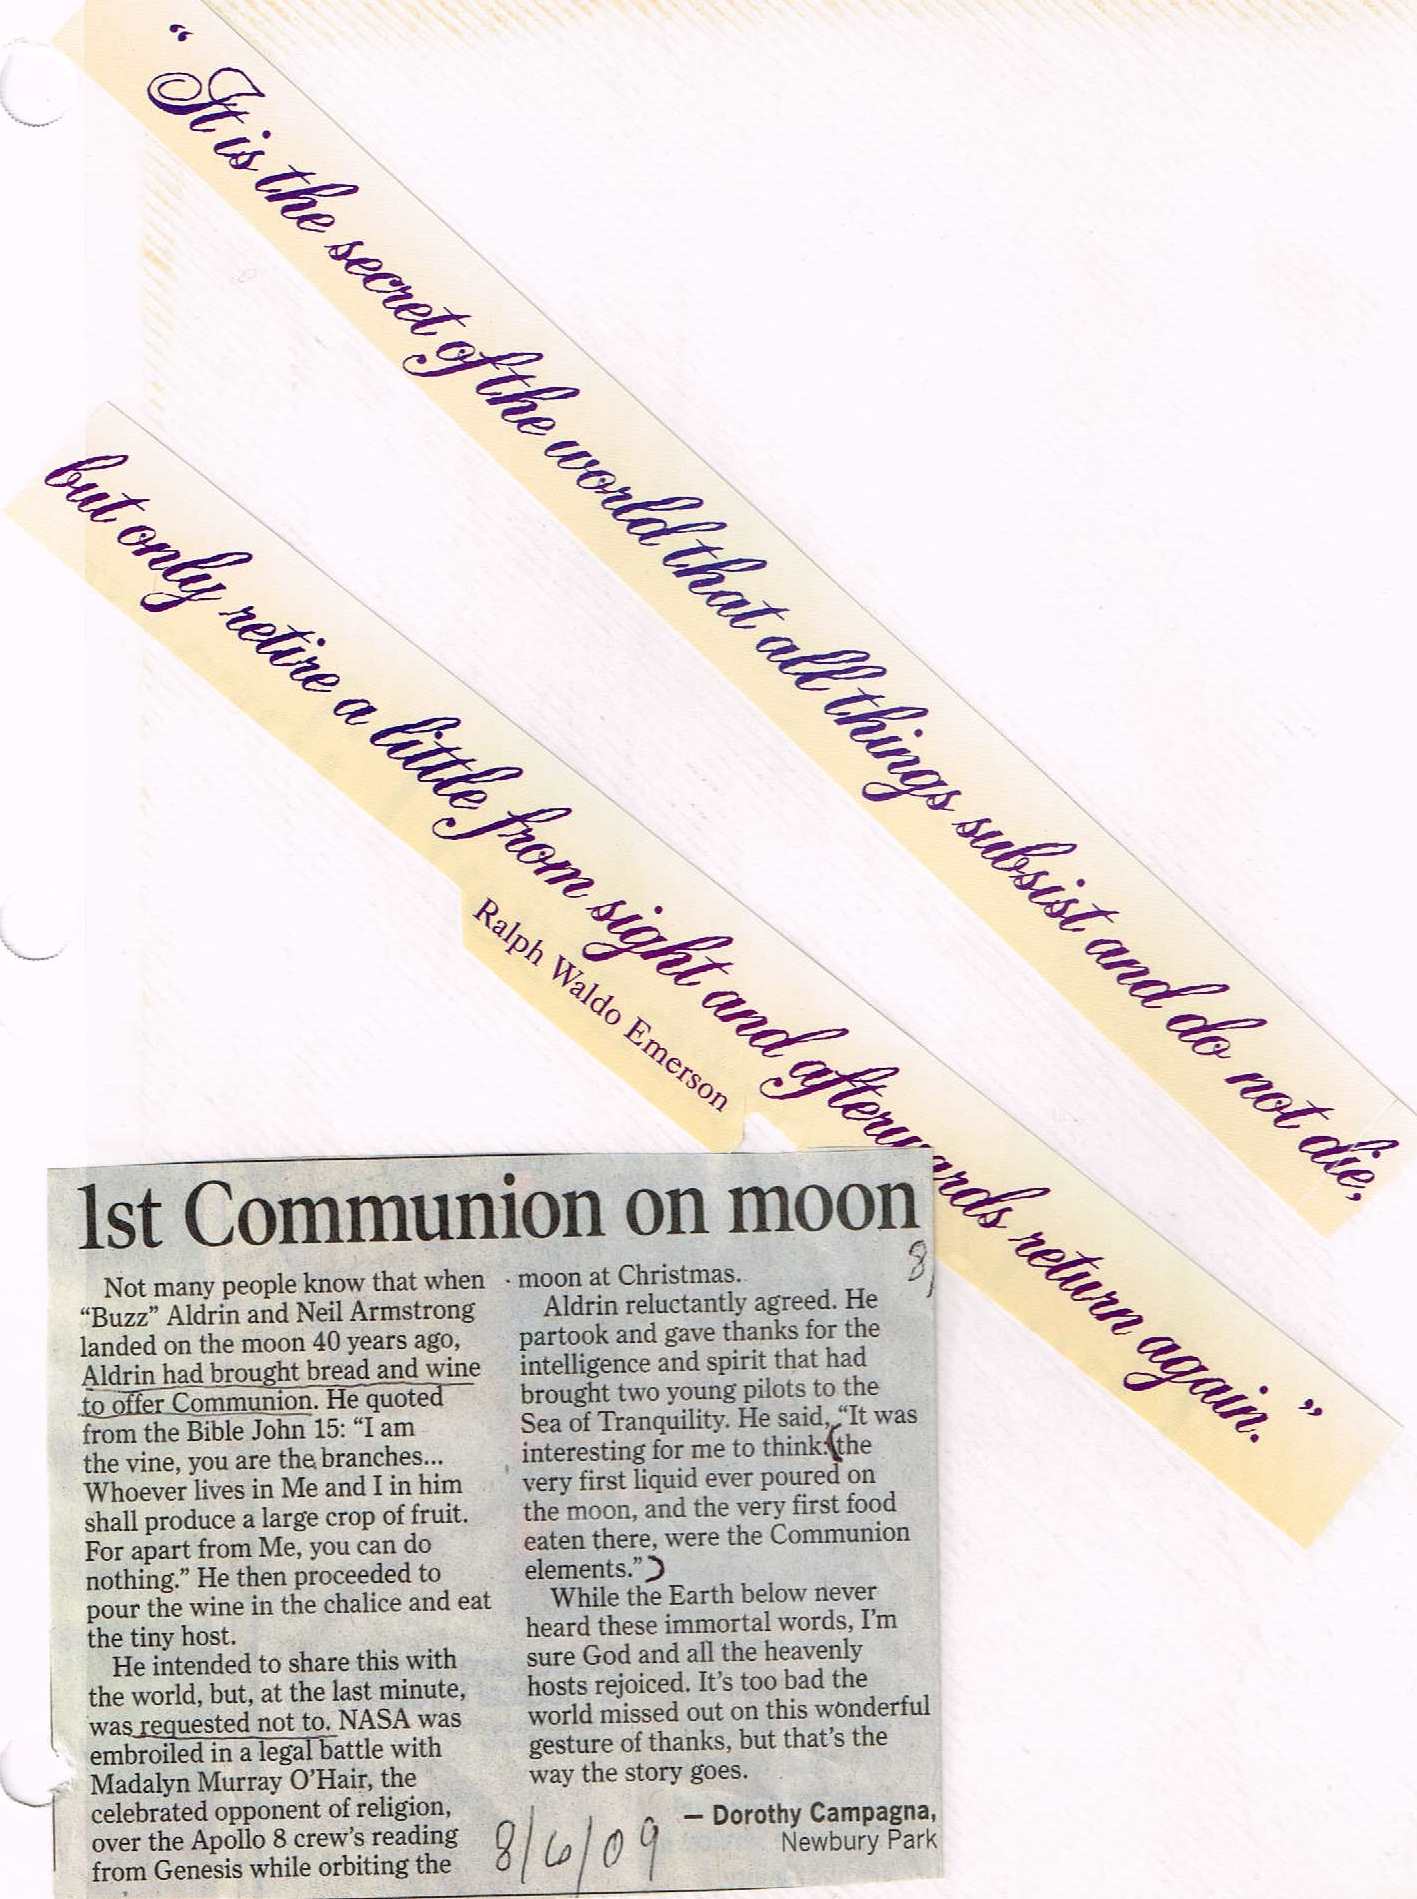 “It is the secret of the world that all things subsist and do not die,
but only retire a little from sight and afterwards return again.”
Ralph Waldo Emerson
1st Communion on moon
8/
Not many people know that when
“Buzz” Aldrin and Neil Armstrong
landed on the moon 40 years ago,
Aldrin had brought bread and wine
to offer Communion. He quoted
from the Bible John 15: “I am
the vine, you are the branches...
Whoever lives in Me and I in him
shall produce a large crop of fruit.
For apart from Me, you can do
nothing.” He then proceeded to
pour the wine in the chalice and eat
the tiny host.
He intended to share this with
the world, but, at the last minute,
was requested not to. NASA was
embroiled in a legal battle with
Madalyn Murray O’Hair, the
celebrated opponent of religion,
over the Apollo 8 crew’s reading
from Genesis while orbiting the
moon at Christmas.
Aldrin reluctantly agreed. He
partook and gave thanks for the
intelligence and spirit that had
brought two young pilots to the
Sea of Tranquility. He said, “It was
interesting for me to think: (the
very first liquid ever poured on
the moon, and the very first food
eaten there, were the Communion
elements.”)
While the Earth below never
heard these immortal words, I’m
sure God and all the heavenly
hosts rejoiced. It’s too bad the
world missed out on this wonderful
gesture of thanks, but that’s the
way the story goes.
— Dorothy Campagna,
Newbury Park
8/6/09